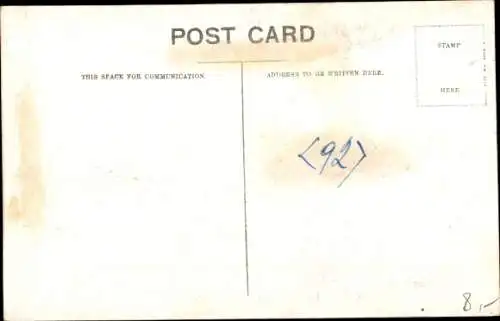 POST CARD
THIS SPACE FOR COMMUNICATION
ADDRESS TO BE WRITTEN HERE.
STAMP
HERE
<92>
8,-